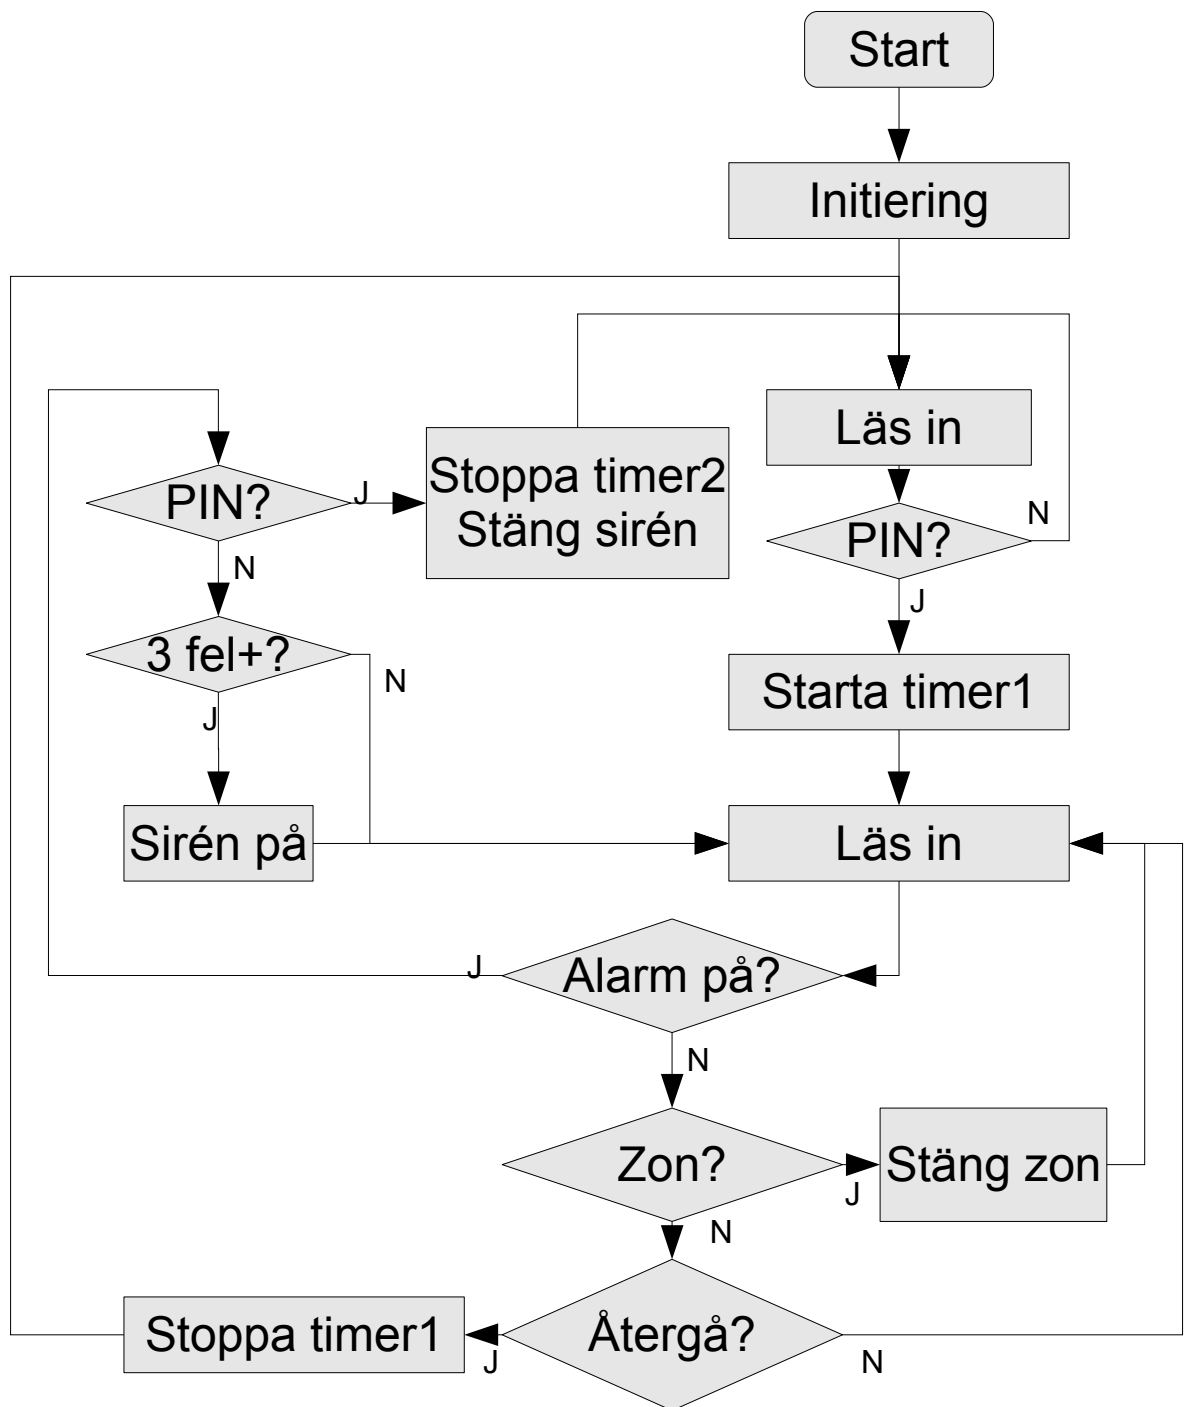 Start
Initiering
Läs in
PIN?
N
J
Starta timer1
Läs in
PIN?
J
Stoppa timer2
Stäng sirén
N
3 fel+?
N
J
Sirén på
Alarm på?
J
N
Zon?
J
Stäng zon
N
Återgå?
J
N
Stoppa timer1